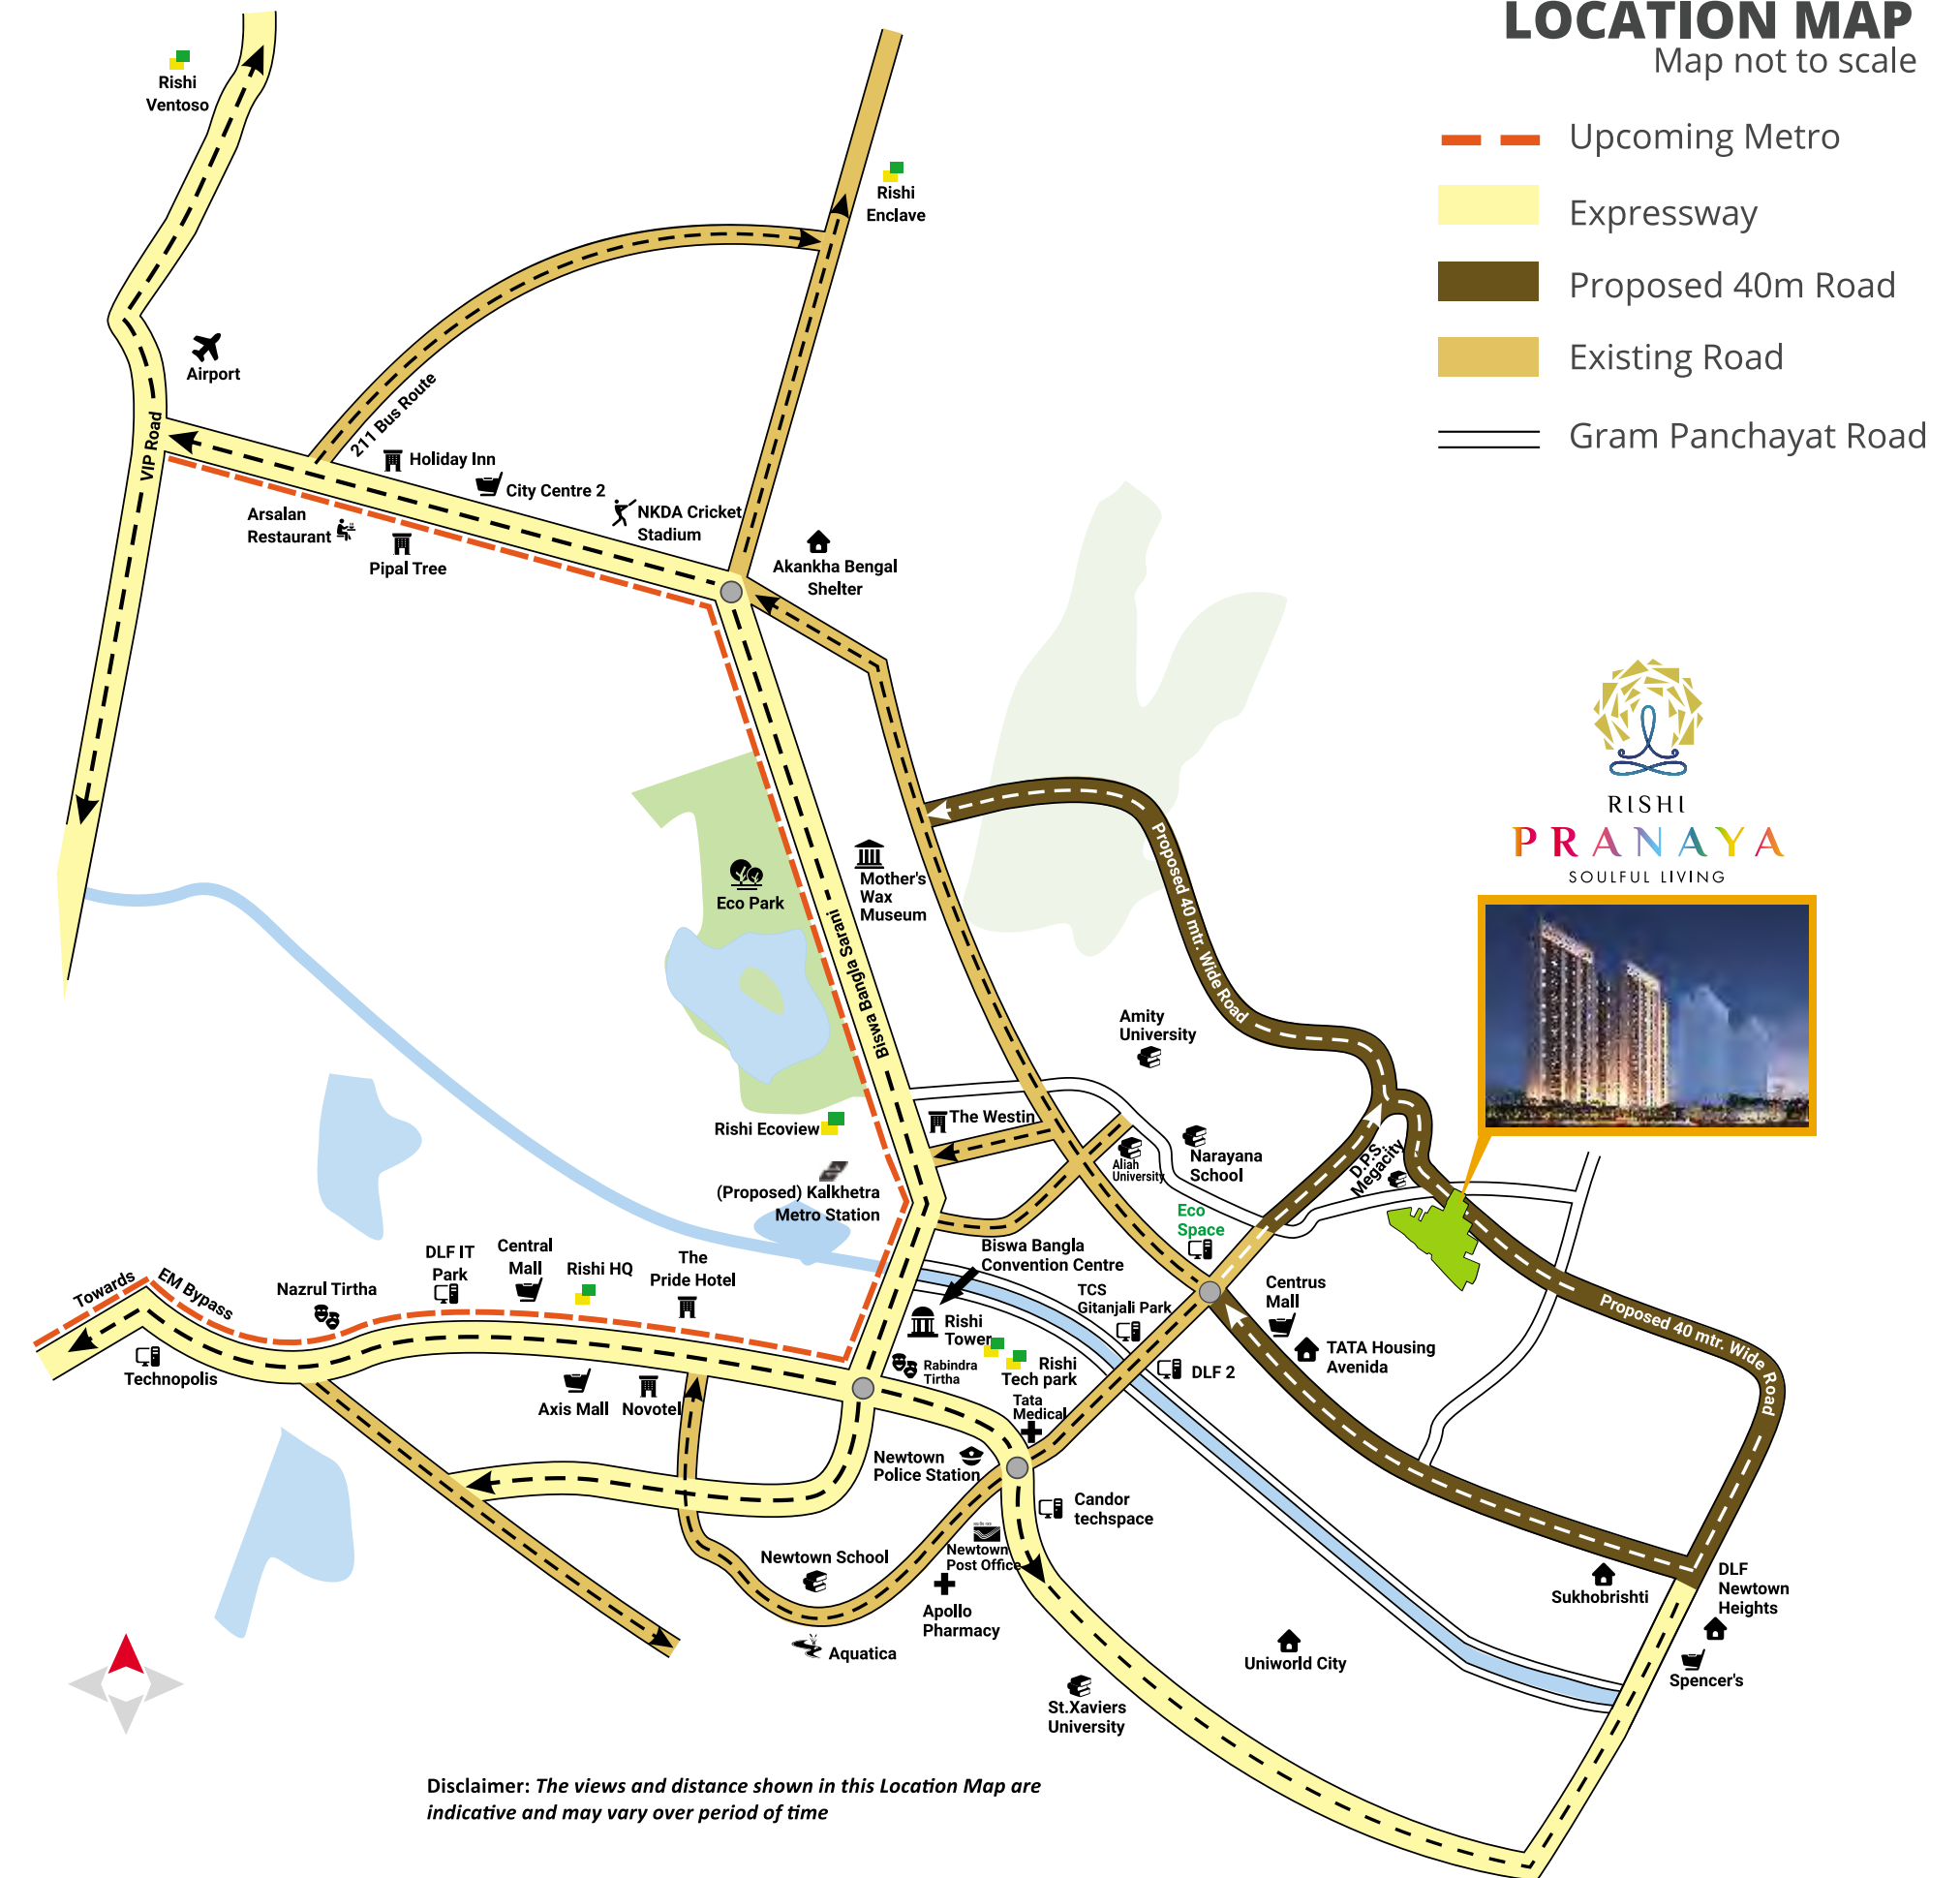 LOCATION MAP
Map not to scale
Upcoming Metro
Expressway
Proposed 40m Road
Existing Road
Gram Panchayat Road
Rishi
Ventoso
Rishi
Enclave
Airport
VIP Road
211 Bus Route
Holiday Inn
City Centre 2
NKDA Cricket
Stadium
Arsalan
Restaurant
Pipal Tree
Akankha Bengal
Shelter
RISHI
PRANAYA
SOULFUL LIVING
Eco Park
Mother's
Wax
Museum
Biswa Bangla Sarani
Proposed 40 mtr. Wide Road
Amity
University
Rishi Ecoview
The Westin
Aliah
University
Narayana
School
D.P.S.
Megacity
(Proposed) Kalkhetra
Metro Station
Eco
Space
Biswa Bangla
Convention Centre
TCS
Gitanjali Park
Centrus
Mall
TATA Housing
Avenida
Proposed 40 mtr. Wide
Road
Towards
EM Bypass
Nazrul Tirtha
DLF IT
Park
Central
Mall
Rishi HQ
The
Pride Hotel
Rishi
Tower
Rabindra
Tirtha
Rishi
Tech park
DLF 2
Technopolis
Axis Mall
Novotel
Tata
Medical
Newtown
Police Station
Candor
techspace
Newtown School
Newtown
Post Office
Apollo
Pharmacy
Aquatica
Sukhobrishti
DLF
Newtown
Heights
Spencer's
Uniworld City
St.Xaviers
University
Disclaimer: The views and distance shown in this Location Map are
indicative and may vary over period of time